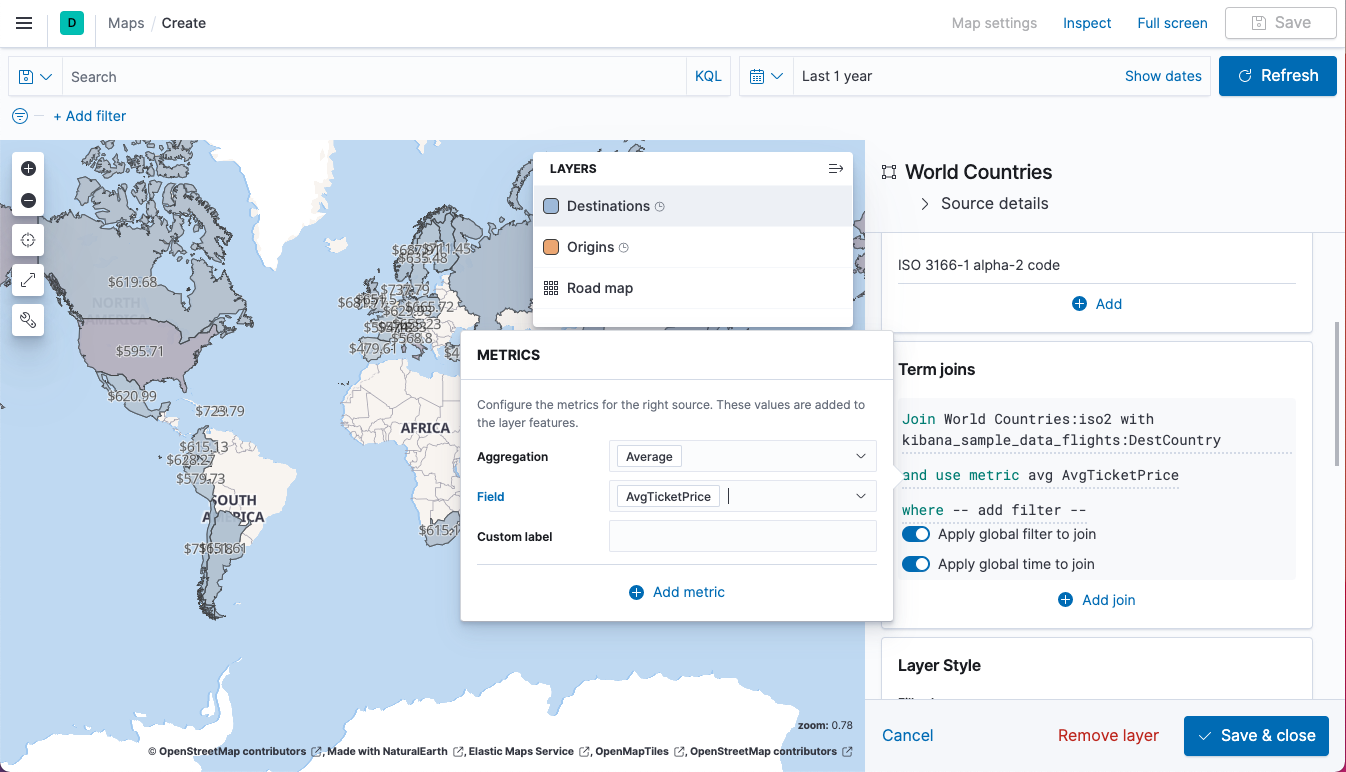 D
Maps / Create
Map settings
Inspect
Full screen
Save
Search
KQL
Last 1 year
Show dates
Refresh
+ Add filter
LAYERS
Destinations
Origins
Road map
$619.68
NORTH
AMERICA
$595.71
$620.99
$729.79
$615.13
$628.27
$579.73
SOUTH
AMERICA
$635.48
$737.79
$568.8
$479.61
AFRICA
METRICS
Configure the metrics for the right source. These values are added to
the layer features.
Aggregation
Average
Field
AvgTicketPrice
Custom label
Add metric
zoom: 0.78
© OpenStreetMap contributors , Made with NaturalEarth , Elastic Maps Service , OpenMapTiles , OpenStreetMap contributors
World Countries
Source details
ISO 3166-1 alpha-2 code
Add
Term joins
Join World Countries:iso2 with
kibana_sample_data_flights:DestCountry
and use metric avg AvgTicketPrice
where -- add filter --
Apply global filter to join
Apply global time to join
Add join
Layer Style
Cancel
Remove layer
Save & close